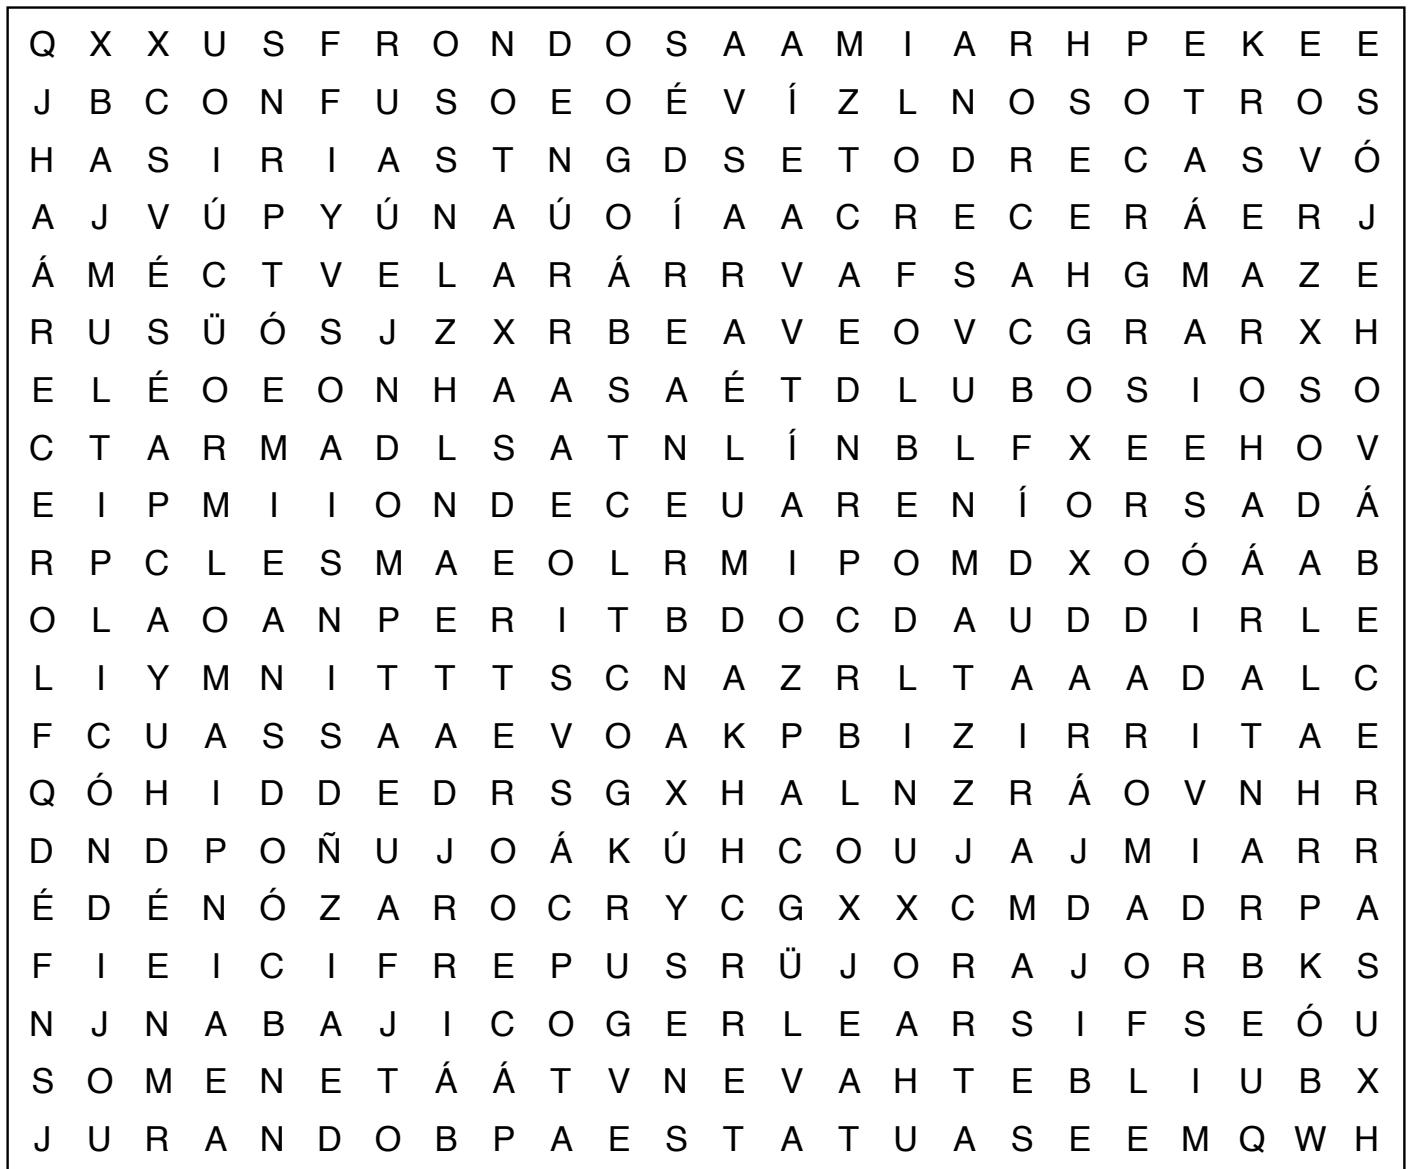 Q X X U S F R O N D O S A A M I A R H P E K E E
J B C O N F U S O E O É V Í Z L N O S O T R O S
H A S I R I A S T N G D S E T O D R E C A S V Ó
A J V Ú P Y Ú N A Ú O Í A A C R E C E R Á E R J
Á M É C T V E L A R Á R R V A F S A H G M A Z E
R U S Ü Ó S J Z X R B E A V E O V C G R A R X H
E L É O E O N H A A S A É T D L U B O S I O S O
C T A R M A D L S A T N L Í N B L F X E E H O V
E I P M I I O N D E C E U A R E N Í O R S A D Á
R P C L E S M A E O L R M I P O M D X O Ó Á A B
O L A O A N P E R I T B D O C D A U D D I R L E
L I Y M N I T T T S C N A Z R L T A A A D A L C
F C U A S S A A E V O A K P B I Z I R R I T A E
Q Ó H I D D E D R S G X H A L N Z R Á O V N H R
D N D P O Ñ U J O Á K Ú H C O U J A J M I A R R
É D É N Ó Z A R O C R Y C G X X C M D A D R P A
F I E I C I F R E P U S R Ü J O R A J O R B K S
N J N A B A J I C O G E R L E A R S I F S E Ó U
S O M E N E T Á Á T V N E V A H T E B L I U B X
J U R A N D O B P A E S T A T U A S E E M Q W H